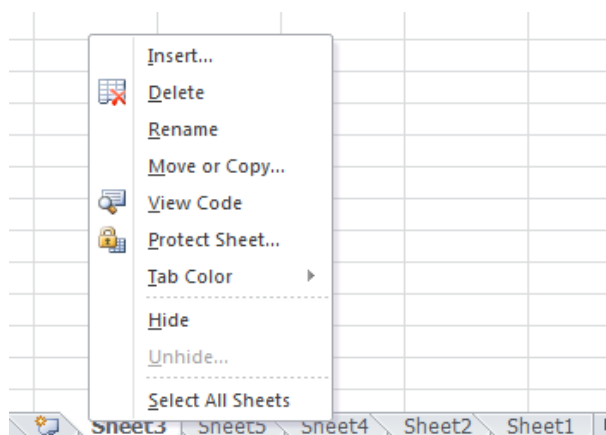 Insert...
Delete
Rename
Move or Copy...
View Code
Protect Sheet...
Tab Color
Hide
Unhide...
Select All Sheets
Sheet3 Sheet5 Sheet4 Sheet2 Sheet1